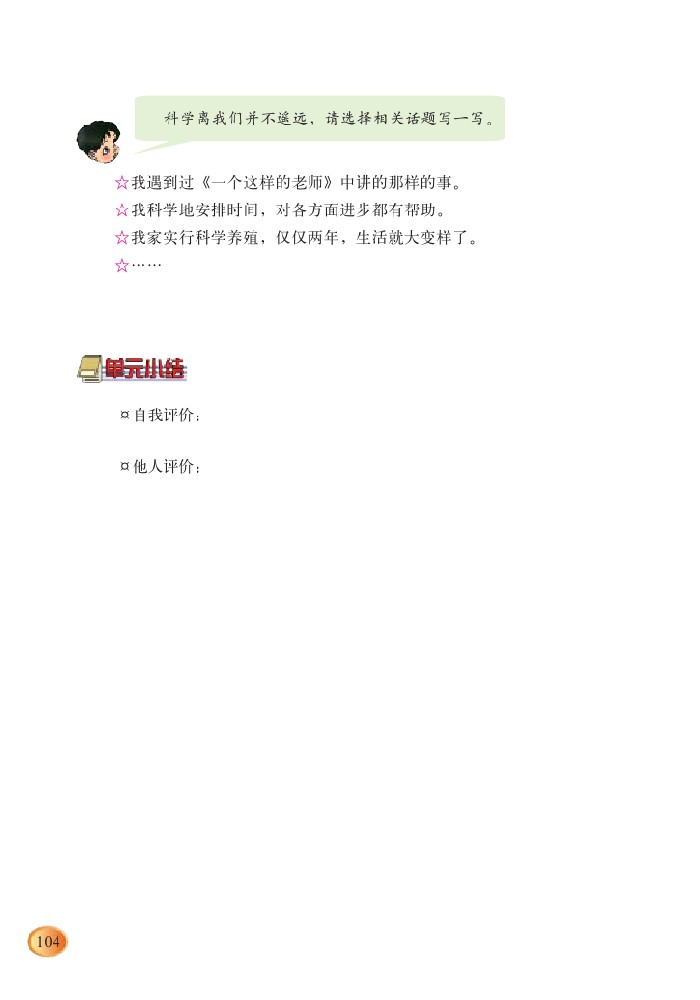 科学离我们并不遥远，请选择相关话题写一写。
☆我遇到过《一个这样的老师》中讲的那样的事。
☆我科学地安排时间，对各方面进步都有帮助。
☆我家实行科学养殖，仅仅两年，生活就大变样了。
☆……
单元小结
¤自我评价：
¤他人评价：
104